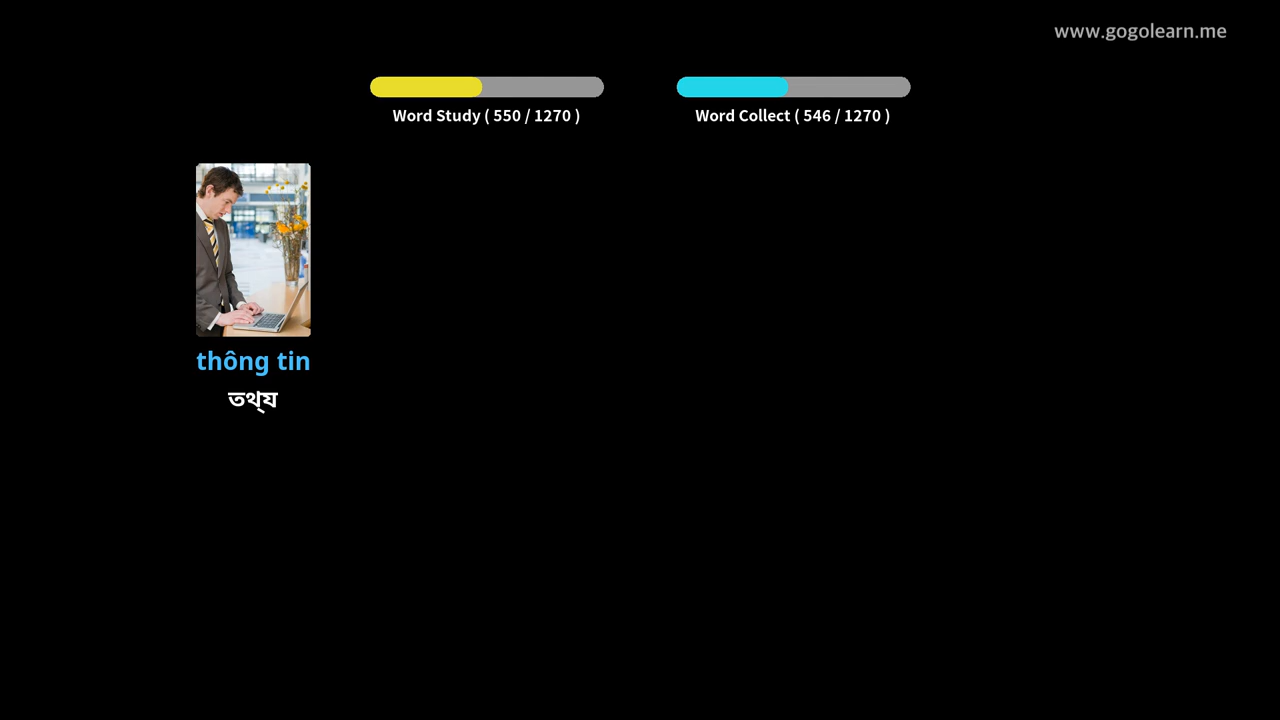 www.gogolearn.me
Word Study ( 550 / 1270 )
Word Collect ( 546 / 1270 )
thông tin
তথ্য